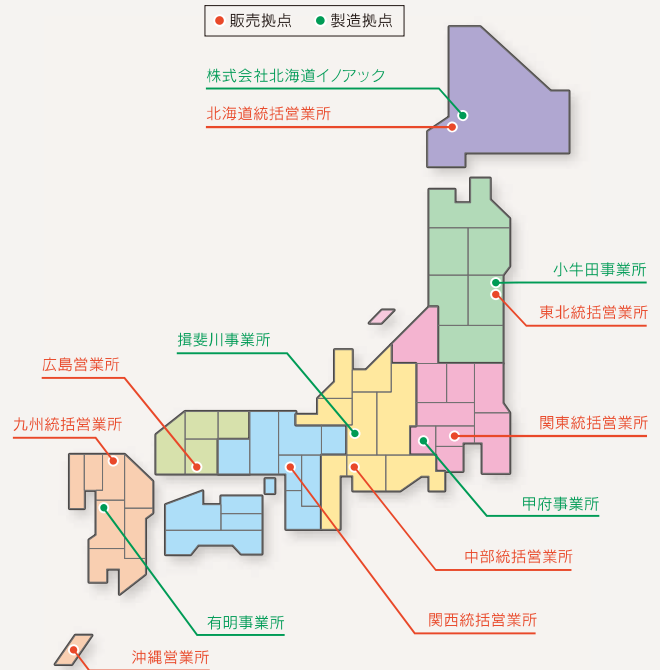 販売拠点 製造拠点
株式会社北海道イノアック
北海道統括営業所
小牛田事業所
東北統括営業所
揖斐川事業所
広島営業所
九州統括営業所
関東統括営業所
甲府事業所
中部統括営業所
関西統括営業所
有明事業所
沖縄営業所